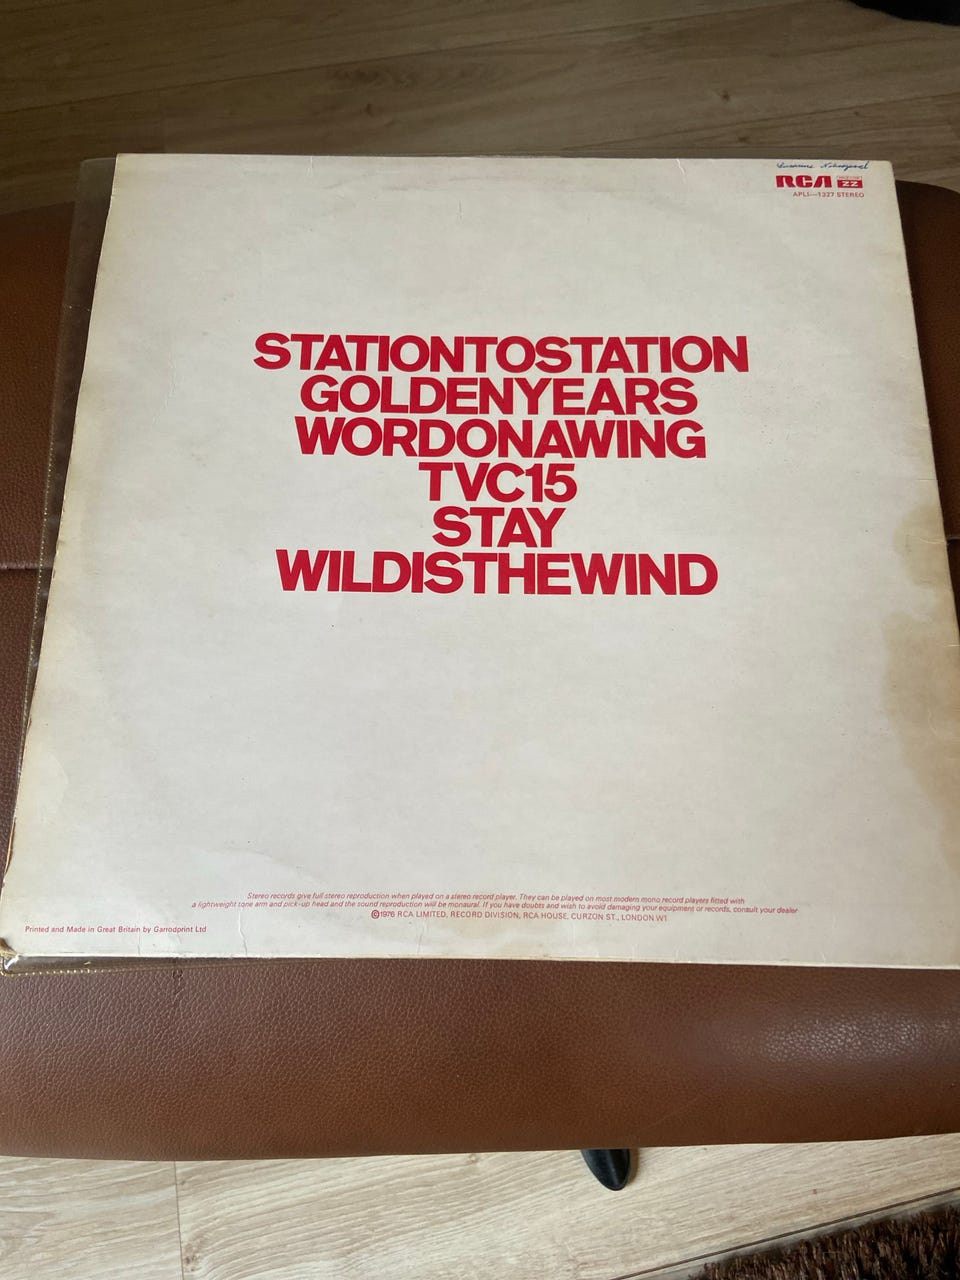 RCA
ZZ
APLI—1327 STEREO
STATIONTOSTATION
GOLDENYEARS
WORDONAWING
TVC15
STAY
WILDISTHEWIND
Stereo records give full stereo reproduction when played on a stereo record player. They can be played on most modern mono record players fitted with
a lightweight tone arm and pick-up head and the sound reproduction will be monaural. If you have doubts and wish to avoid damaging your equipment or records, consult your dealer
©1976 RCA LIMITED, RECORD DIVISION, RCA HOUSE, CURZON ST., LONDON W1
Printed and Made in Great Britain by Garrodprint Ltd